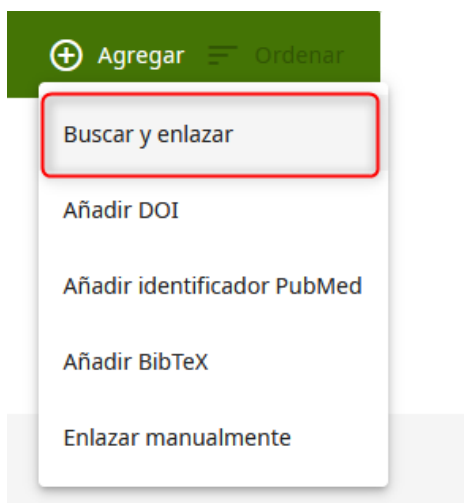 Agregar Ordenar
Buscar y enlazar
Añadir DOI
Añadir identificador PubMed
Añadir BibTeX
Enlazar manualmente